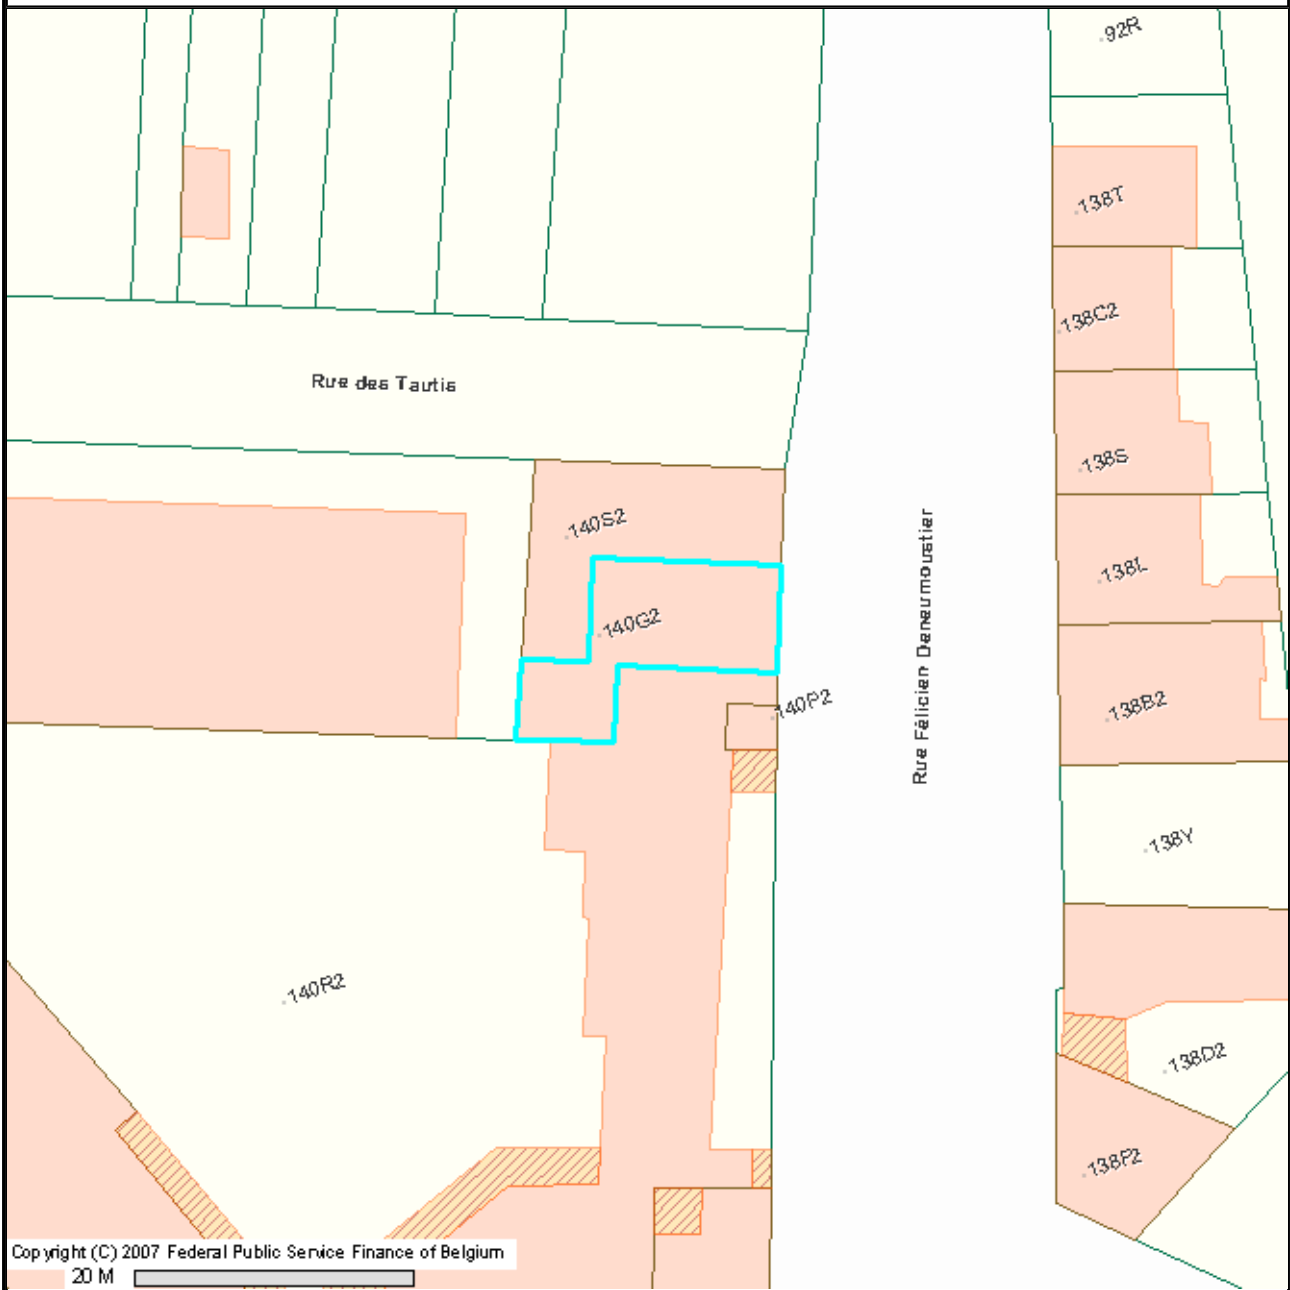 92R
138T
138C2
Rue des Tautis
138S
140S2
138L
140G2
Rue Félicien Deneumoustier
140P2
138B2
138Y
140R2
138D2
138P2
Copyright (C) 2007 Federal Public Service Finance of Belgium
20 M